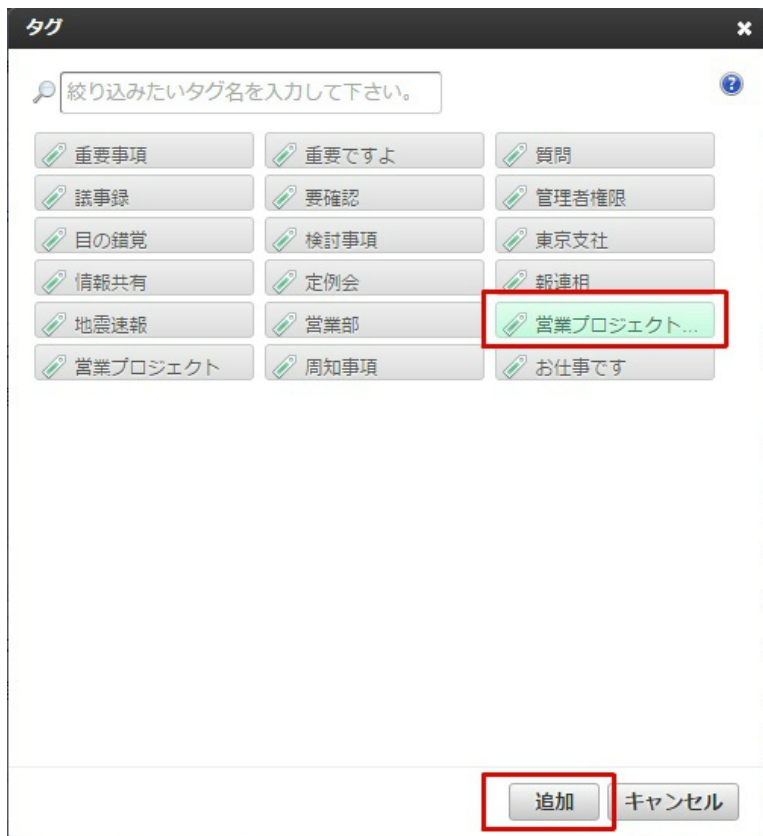 タグ
絞り込みたいタグ名を入力して下さい。
重要事項 重要ですよ 質問
議事録 要確認 管理者権限
目の錯覚 検討事項 東京支社
情報共有 定例会 報連相
地震速報 営業部 営業プロジェクト...
営業プロジェクト 周知事項 お仕事です
追加 キャンセル